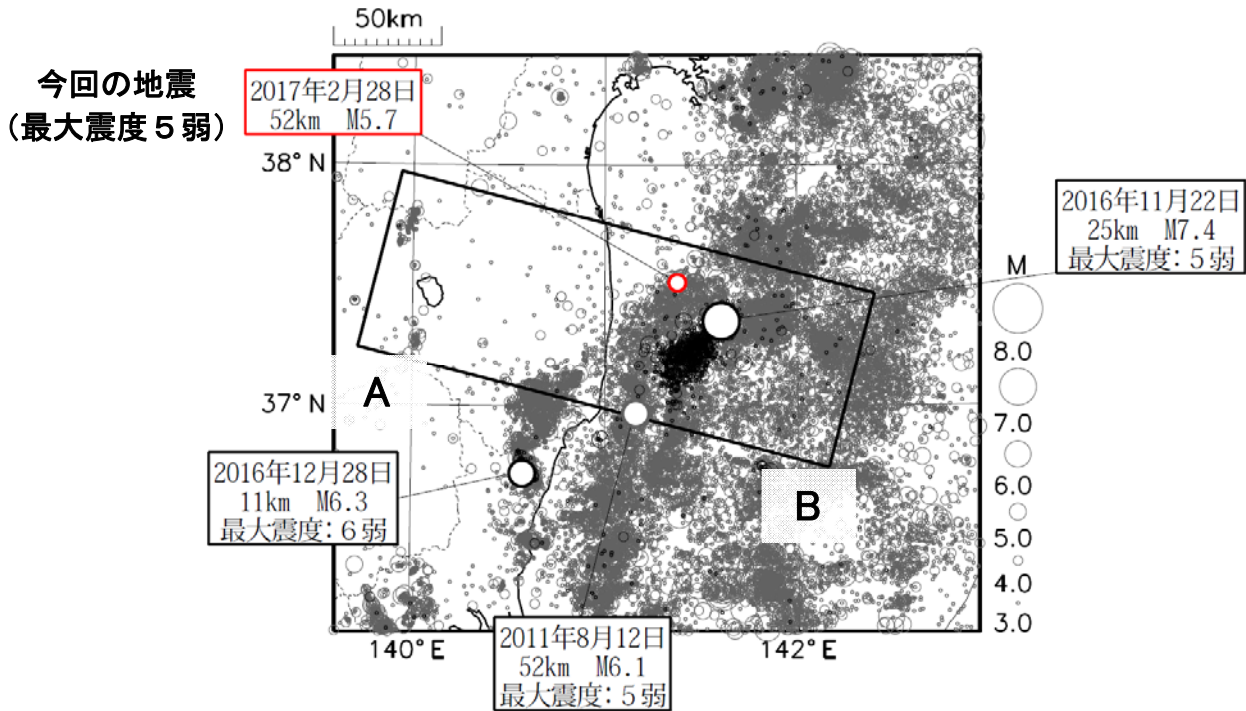 50km
今回の地震
（最大震度５弱）
2017年2月28日
52km M5.7
38°N
2016年11月22日
25km M7.4
最大震度：５弱
M
8.0
7.0
6.0
5.0
4.0
3.0
A
37°N
2016年12月28日
11km M6.3
最大震度：６弱
B
2011年8月12日
52km M6.1
最大震度：５弱
140°E
142°E